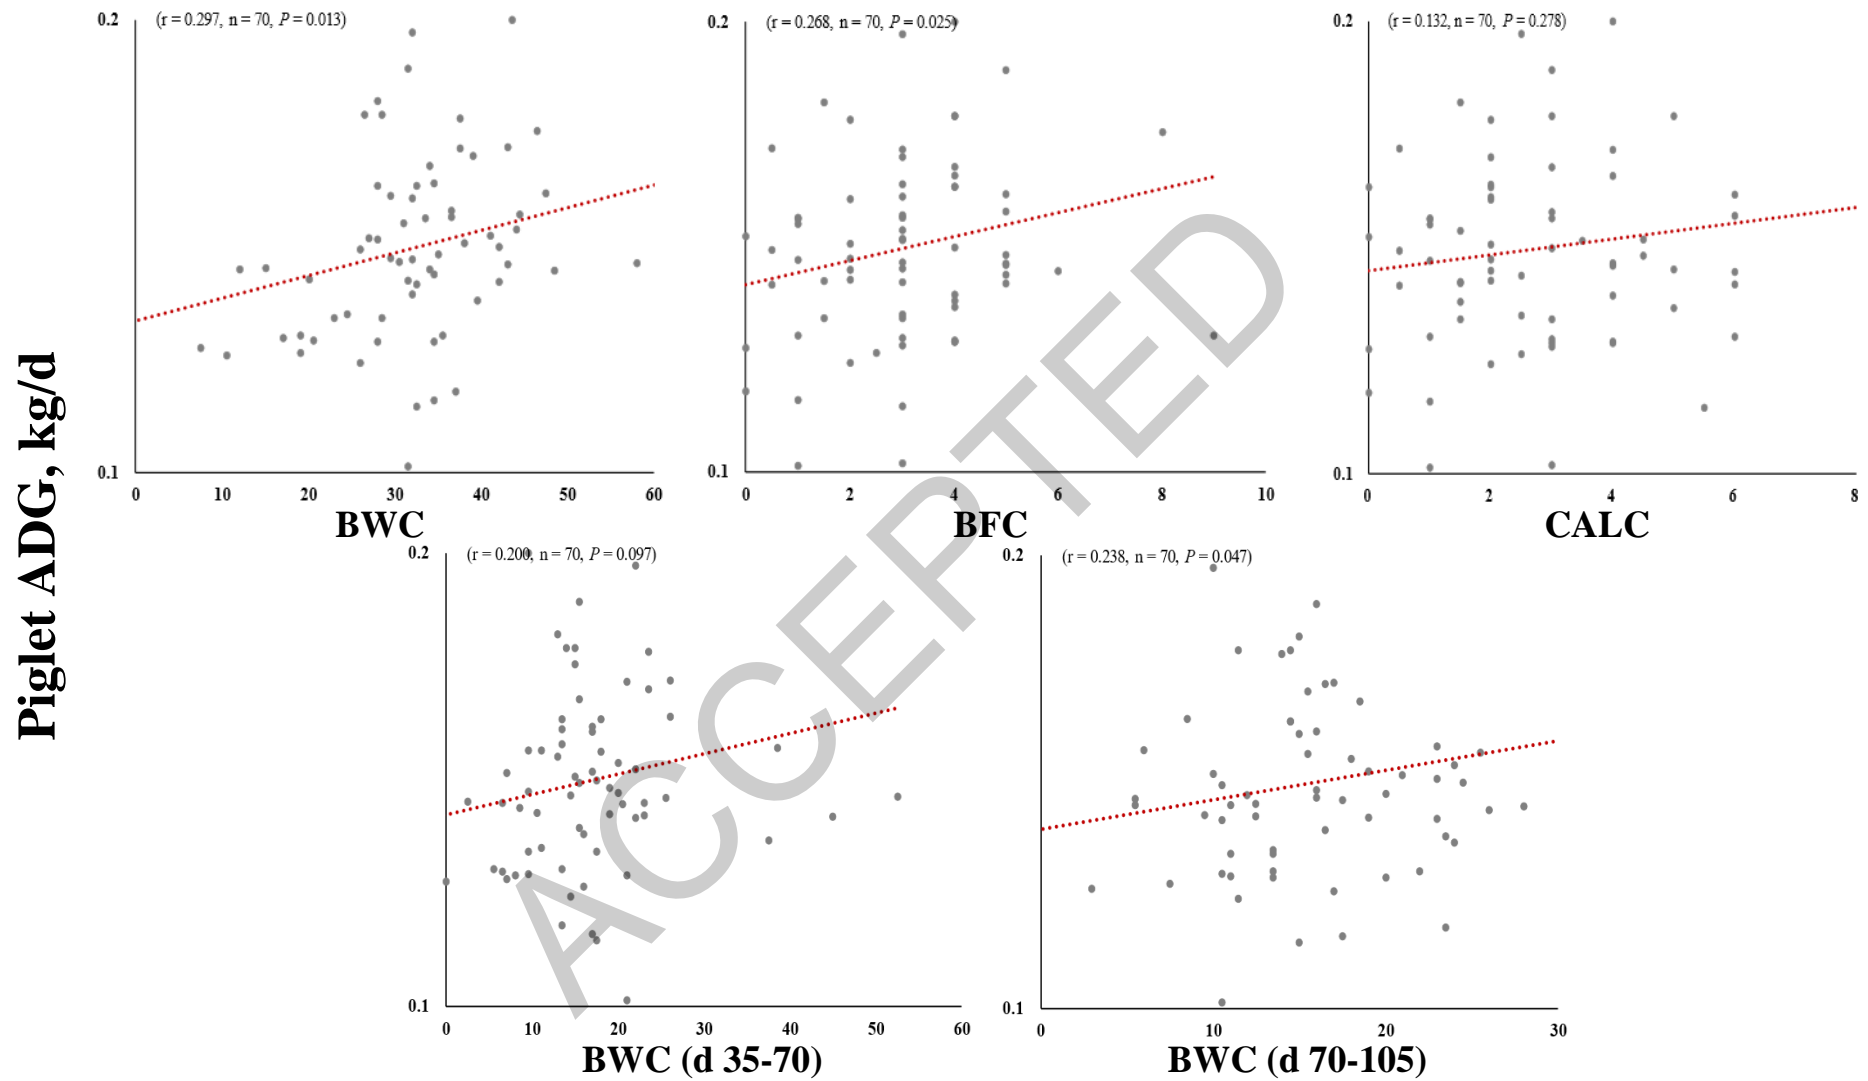 Piglet ADG, kg/d
0.2
(r = 0.297, n = 70, P = 0.013)
0.1
0 10 20 30 40 50 60
BWC
0.2
(r = 0.268, n = 70, P = 0.025)
0.1
0 2 4 6 8 10
BFC
0.2
(r = 0.132, n = 70, P = 0.278)
0.1
0 2 4 6 8
CALC
0.2
(r = 0.200, n = 70, P = 0.097)
0.1
0 10 20 30 40 50 60
BWC (d 35-70)
0.2
(r = 0.238, n = 70, P = 0.047)
0.1
0 10 20 30
BWC (d 70-105)
ACCEPTED